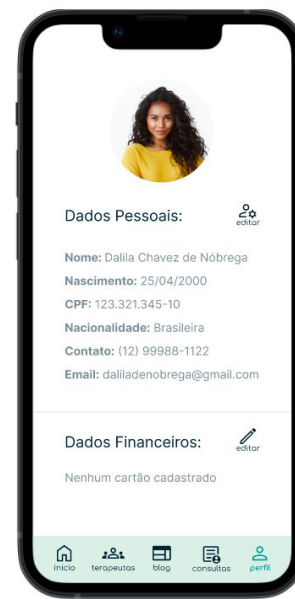 Dados Pessoais:
editar
Nome: Dalila Chavez de Nóbrega
Nascimento: 25/04/2000
CPF: 123.321.345-10
Nacionalidade: Brasileira
Contato: (12) 99988-1122
Email: daliladenobrega@gmail.com
Dados Financeiros:
editar
Nenhum cartão cadastrado
inicio terapeutas blog consultas perfil